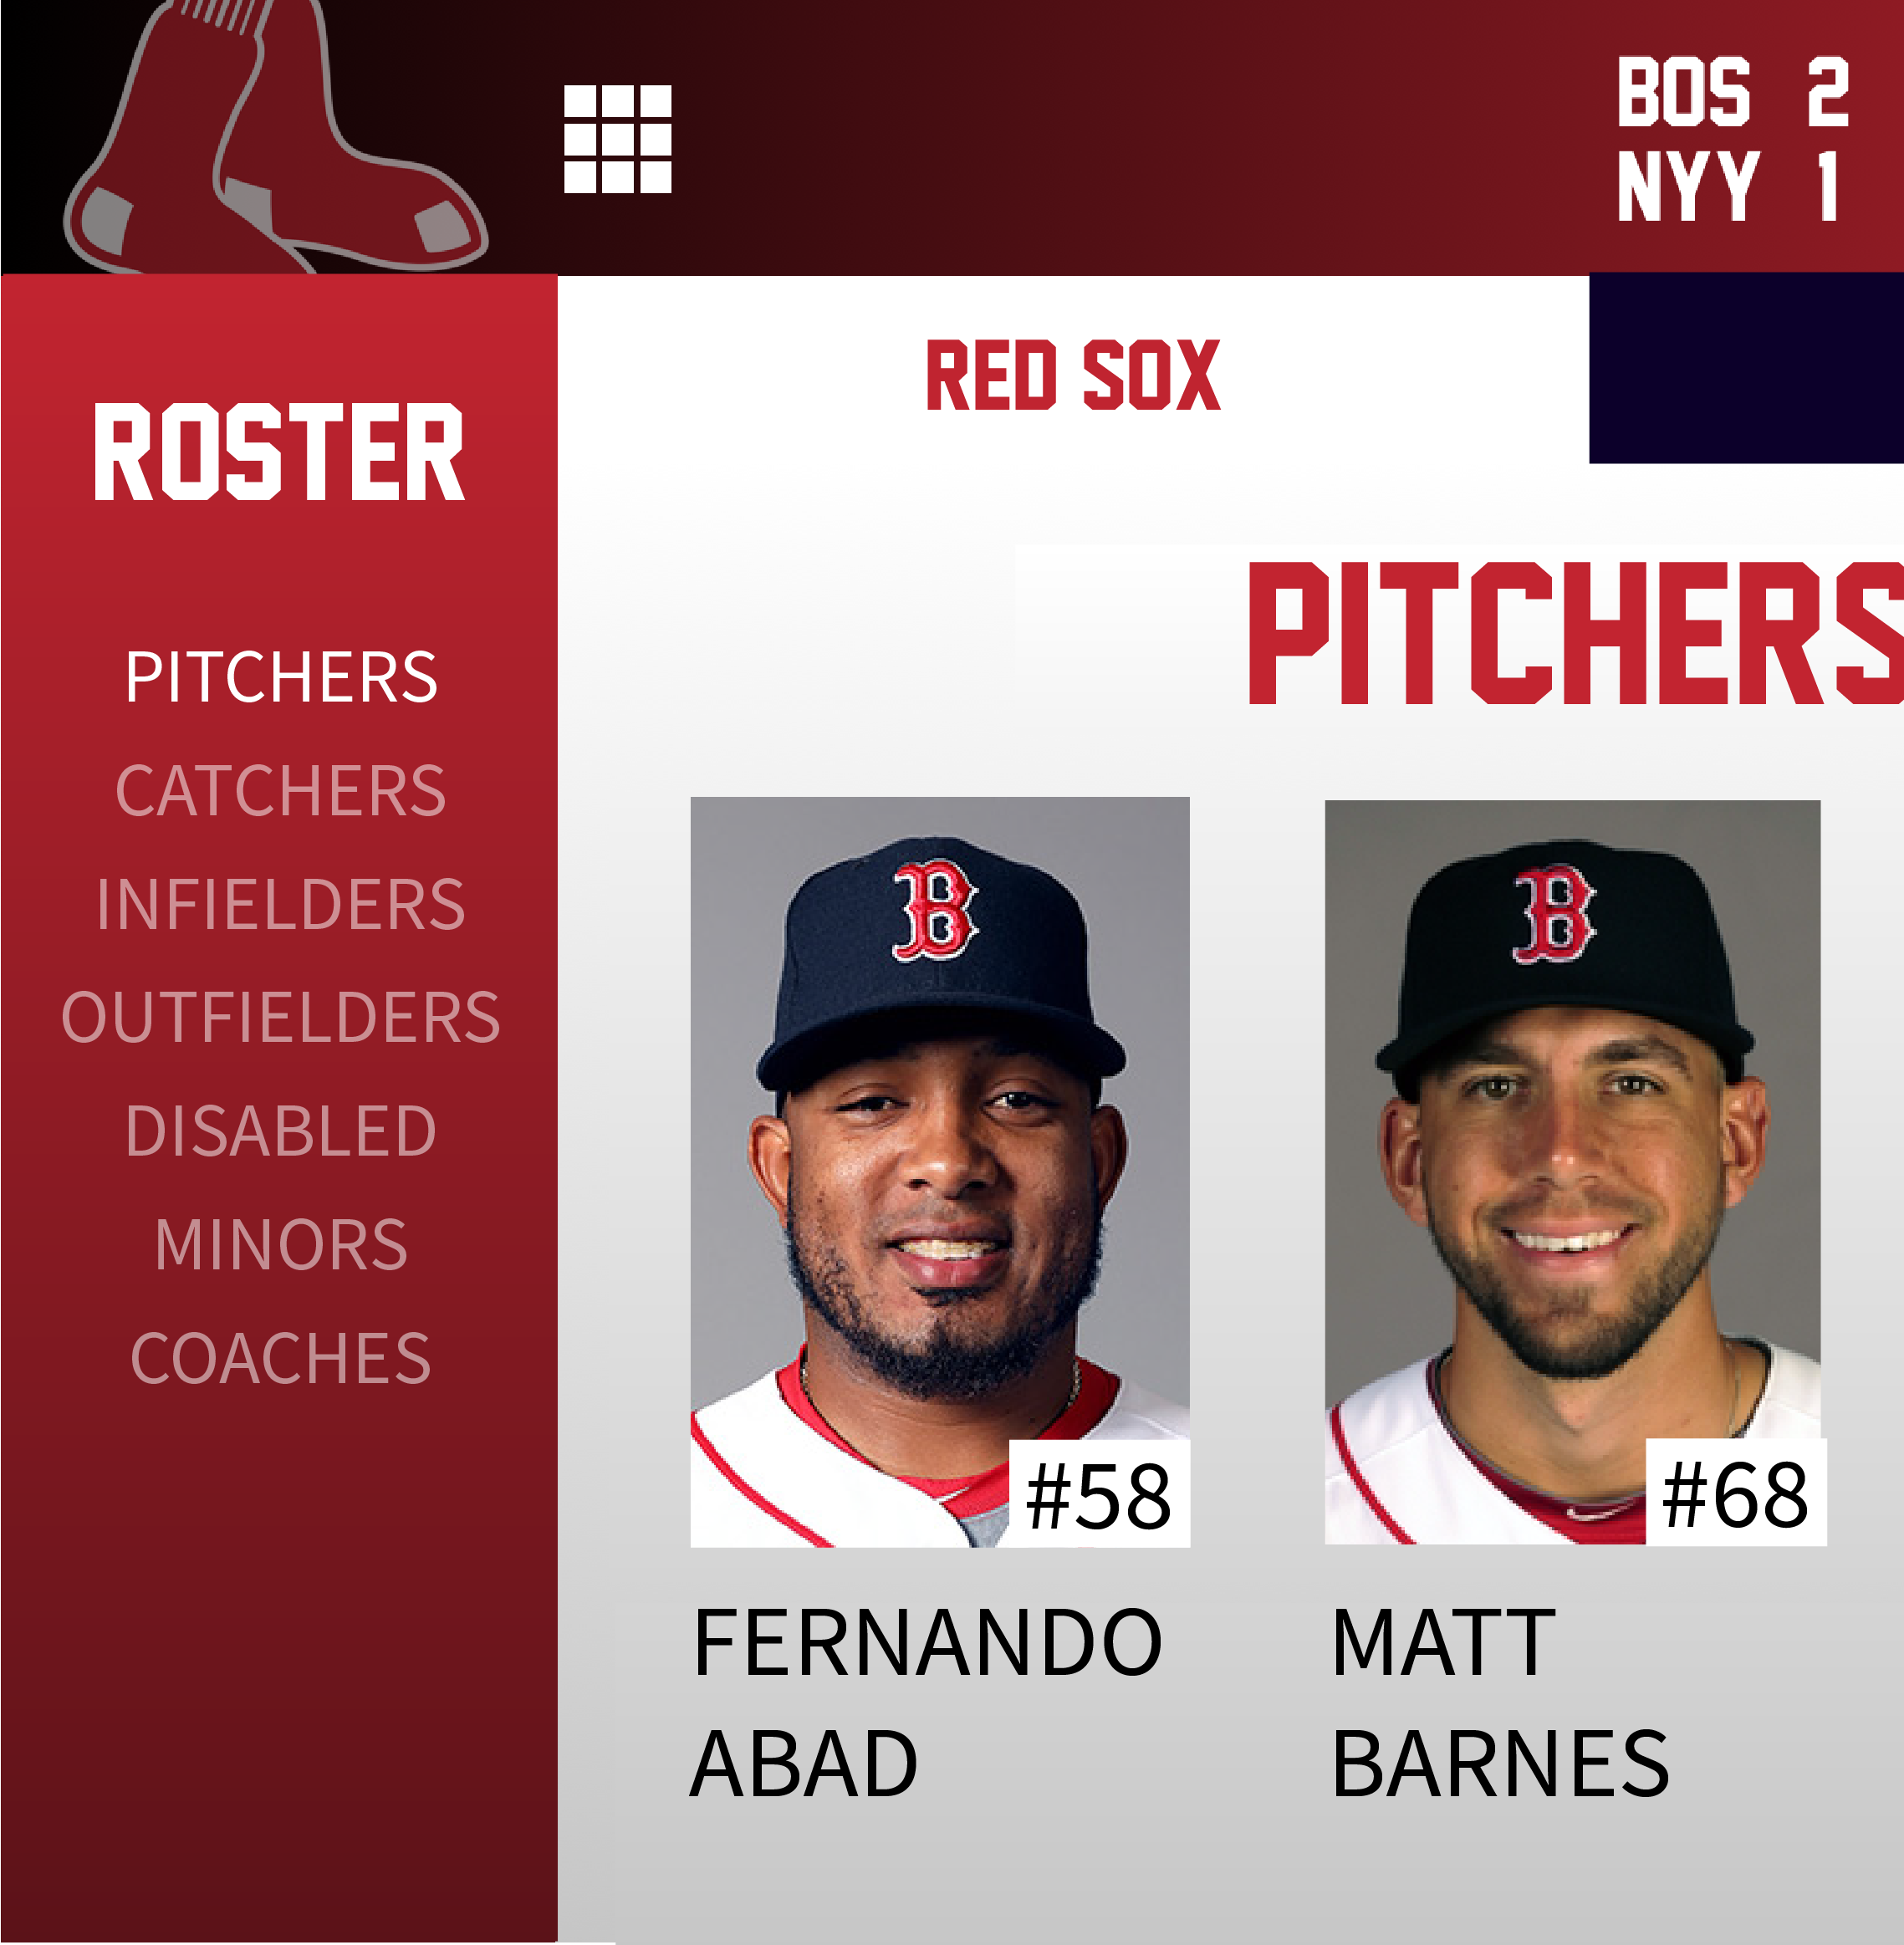 BOS 2
NYY 1
RED SOX
ROSTER
PITCHERS
CATCHERS
INFIELDERS
OUTFIELDERS
DISABLED
MINORS
COACHES
PITCHERS
B
B
#58
#68
FERNANDO
ABAD
MATT
BARNES